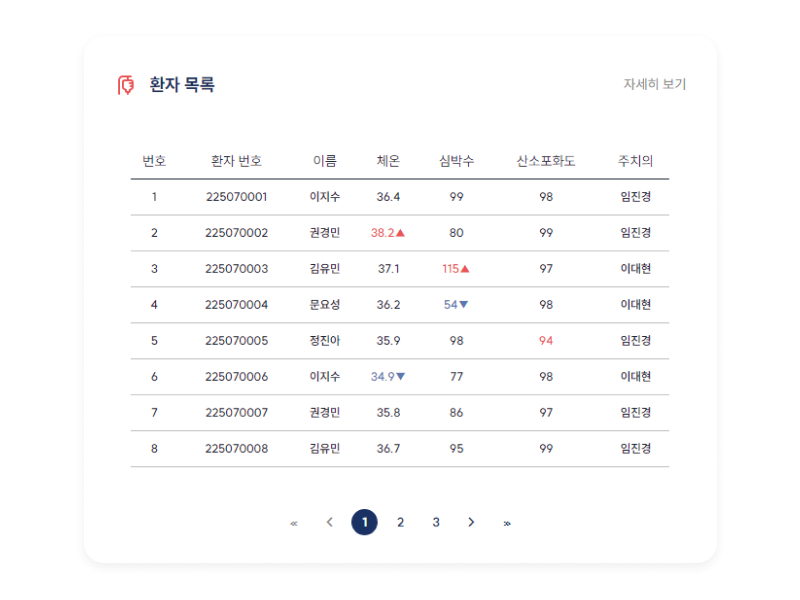 환자 목록 자세히 보기
번호 환자 번호 이름 체온 심박수 산소포화도 주치의
1 225070001 이지수 36.4 99 98 임진경
2 225070002 권경민 38.2▲ 80 99 임진경
3 225070003 김유민 37.1 115▲ 97 이대현
4 225070004 문요성 36.2 54▼ 98 이대현
5 225070005 정진아 35.9 98 94 임진경
6 225070006 이지수 34.9▼ 77 98 이대현
7 225070007 권경민 35.8 86 97 임진경
8 225070008 김유민 36.7 95 99 임진경
« < 1 2 3 > »